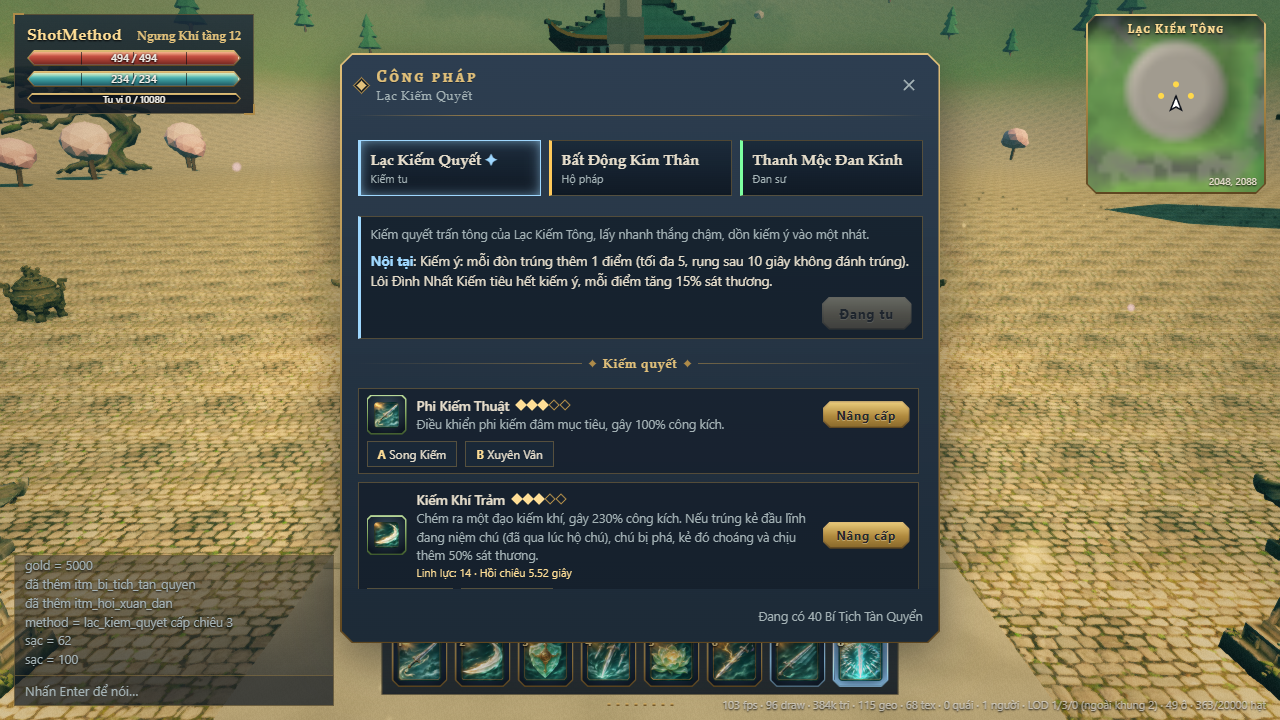 ShotMethod Ngưng Khí tầng 12
494 / 494
234 / 234
Tu vi 0 / 10080
Lạc Kiếm Tông
2048, 2088
Công pháp
Lạc Kiếm Quyết
Lạc Kiếm Quyết
Kiếm tu
Bất Động Kim Thân
Hộ pháp
Thanh Mộc Đan Kinh
Đan sư
Kiếm quyết trấn tông của Lạc Kiếm Tông, lấy nhanh thắng chậm, dồn kiếm ý vào một nhát.
Nội tại: Kiếm ý: mỗi đòn trúng thêm 1 điểm (tối đa 5, rụng sau 10 giây không đánh trúng).
Lôi Đình Nhất Kiếm tiêu hết kiếm ý, mỗi điểm tăng 15% sát thương.
Đang tu
Kiếm quyết
Phi Kiếm Thuật
Điều khiển phi kiếm đâm mục tiêu, gây 100% công kích.
Nâng cấp
A Song Kiếm
B Xuyên Vân
Kiếm Khí Trảm
Chém ra một đạo kiếm khí, gây 230% công kích. Nếu trúng kẻ đầu lĩnh
đang niệm chú (đã qua lúc hộ chú), chú bị phá, kẻ đó choáng và chịu
thêm 50% sát thương.
Linh lực: 14 · Hồi chiêu 5.52 giây
Nâng cấp
Đang có 40 Bí Tịch Tàn Quyển
gold = 5000
đã thêm itm_bi_tich_tan_quyen
đã thêm itm_hoi_xuan_dan
method = lac_kiem_quyet cấp chiêu 3
sạc = 62
sạc = 100
Nhấn Enter để nói...
103 fps · 96 draw · 384k tri · 115 geo · 68 tex · 0 quái · 1 người · LOD 1/3/0 (ngoài khung 2)